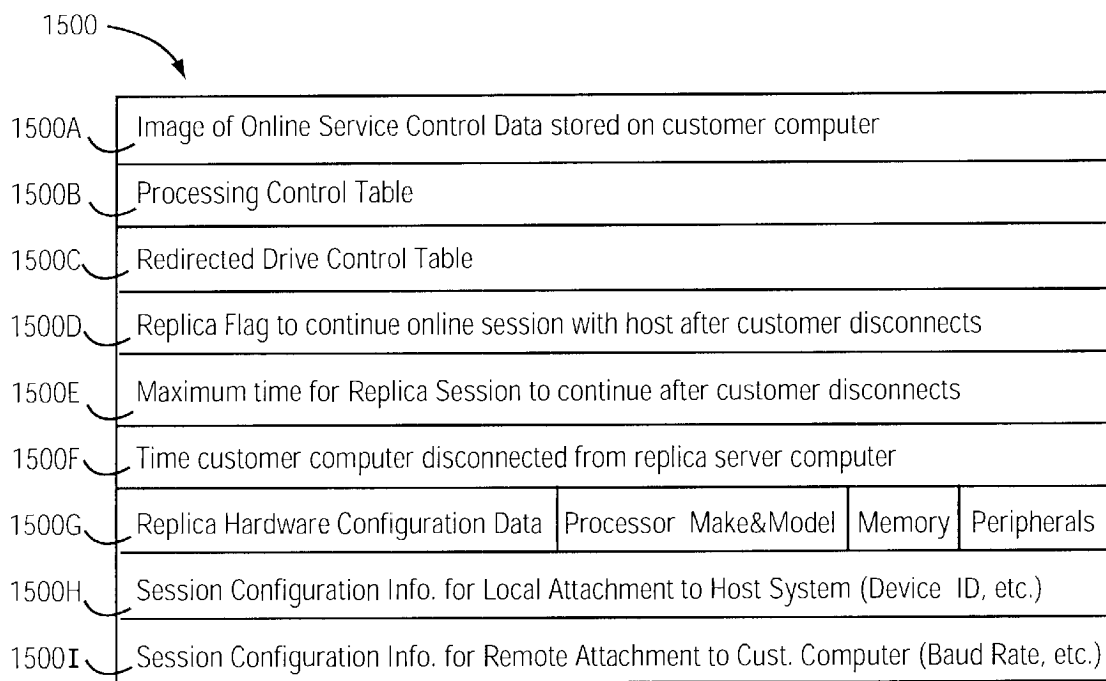 1500
1500A Image of Online Service Control Data stored on customer computer
1500B Processing Control Table
1500C Redirected Drive Control Table
1500D Replica Flag to continue online session with host after customer disconnects
1500E Maximum time for Replica Session to continue after customer disconnects
1500F Time customer computer disconnected from replica server computer
1500G Replica Hardware Configuration Data Processor Make&Model Memory Peripherals
1500H Session Configuration Info. for Local Attachment to Host System (Device ID, etc.)
1500I Session Configuration Info. for Remote Attachment to Cust. Computer (Baud Rate, etc.)